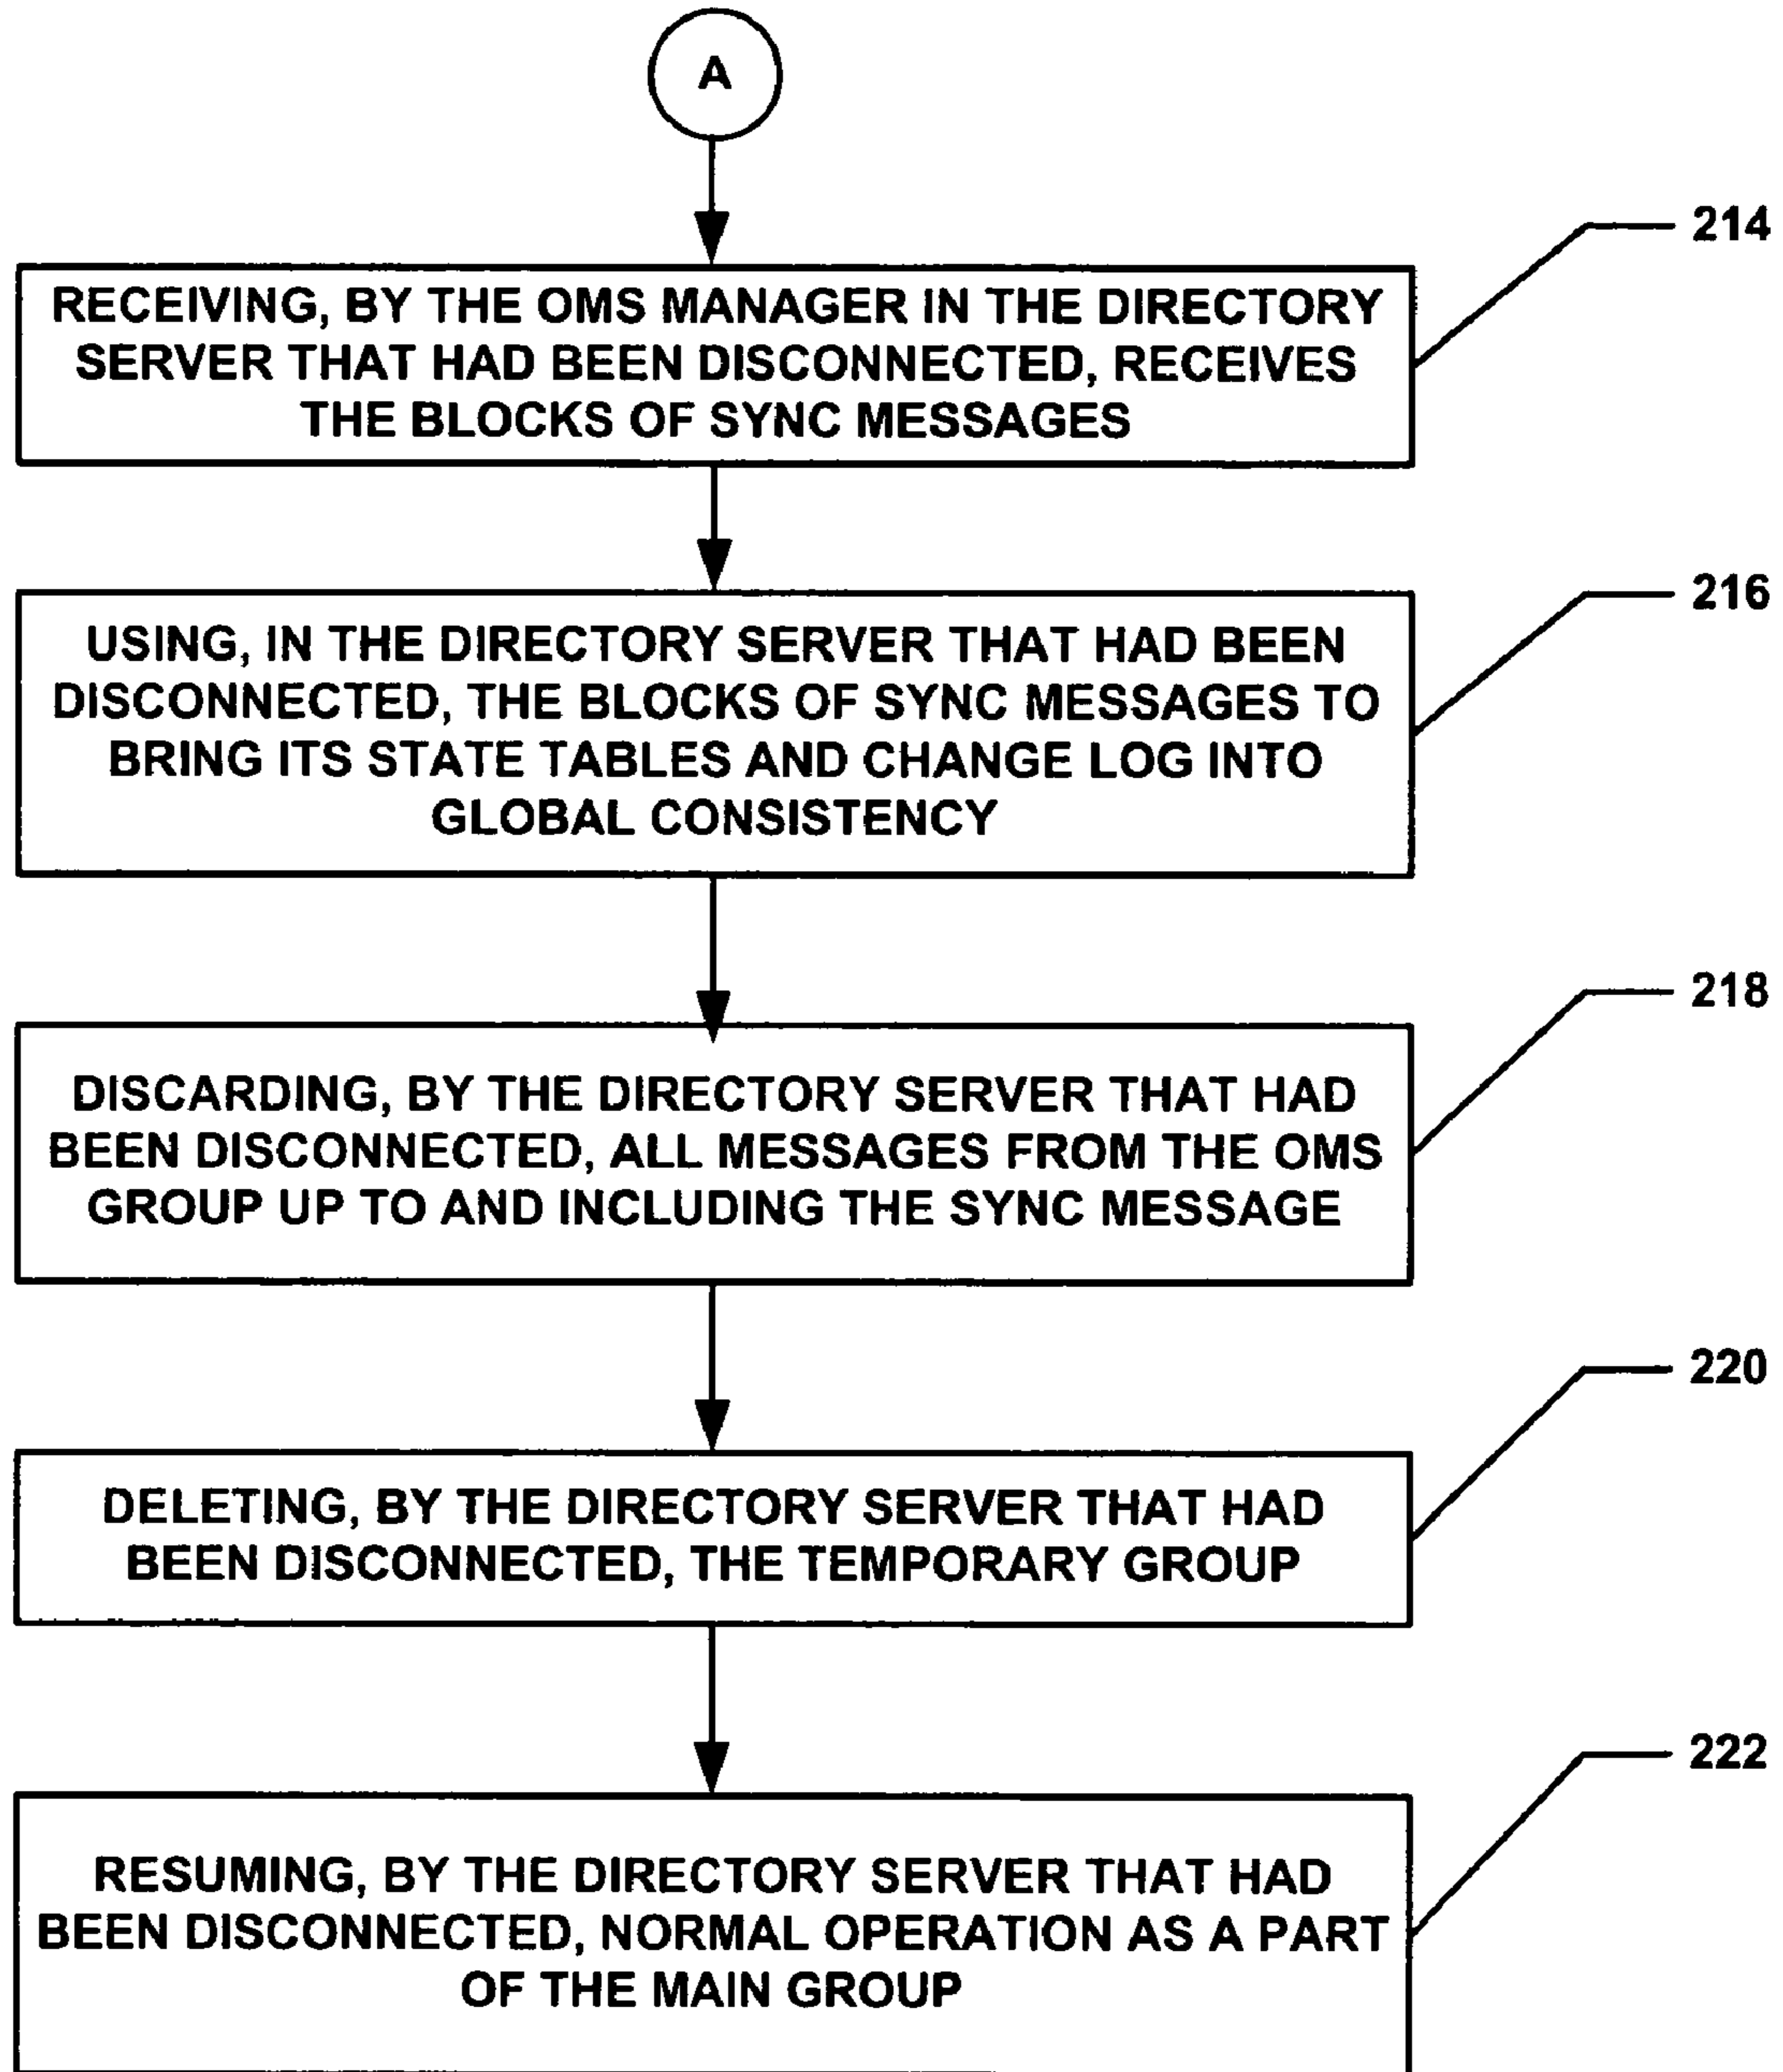 A
214
RECEIVING, BY THE OMS MANAGER IN THE DIRECTORY
SERVER THAT HAD BEEN DISCONNECTED, RECEIVES
THE BLOCKS OF SYNC MESSAGES
216
USING, IN THE DIRECTORY SERVER THAT HAD BEEN
DISCONNECTED, THE BLOCKS OF SYNC MESSAGES TO
BRING ITS STATE TABLES AND CHANGE LOG INTO
GLOBAL CONSISTENCY
218
DISCARDING, BY THE DIRECTORY SERVER THAT HAD
BEEN DISCONNECTED, ALL MESSAGES FROM THE OMS
GROUP UP TO AND INCLUDING THE SYNC MESSAGE
220
DELETING, BY THE DIRECTORY SERVER THAT HAD
BEEN DISCONNECTED, THE TEMPORARY GROUP
222
RESUMING, BY THE DIRECTORY SERVER THAT HAD
BEEN DISCONNECTED, NORMAL OPERATION AS A PART
OF THE MAIN GROUP